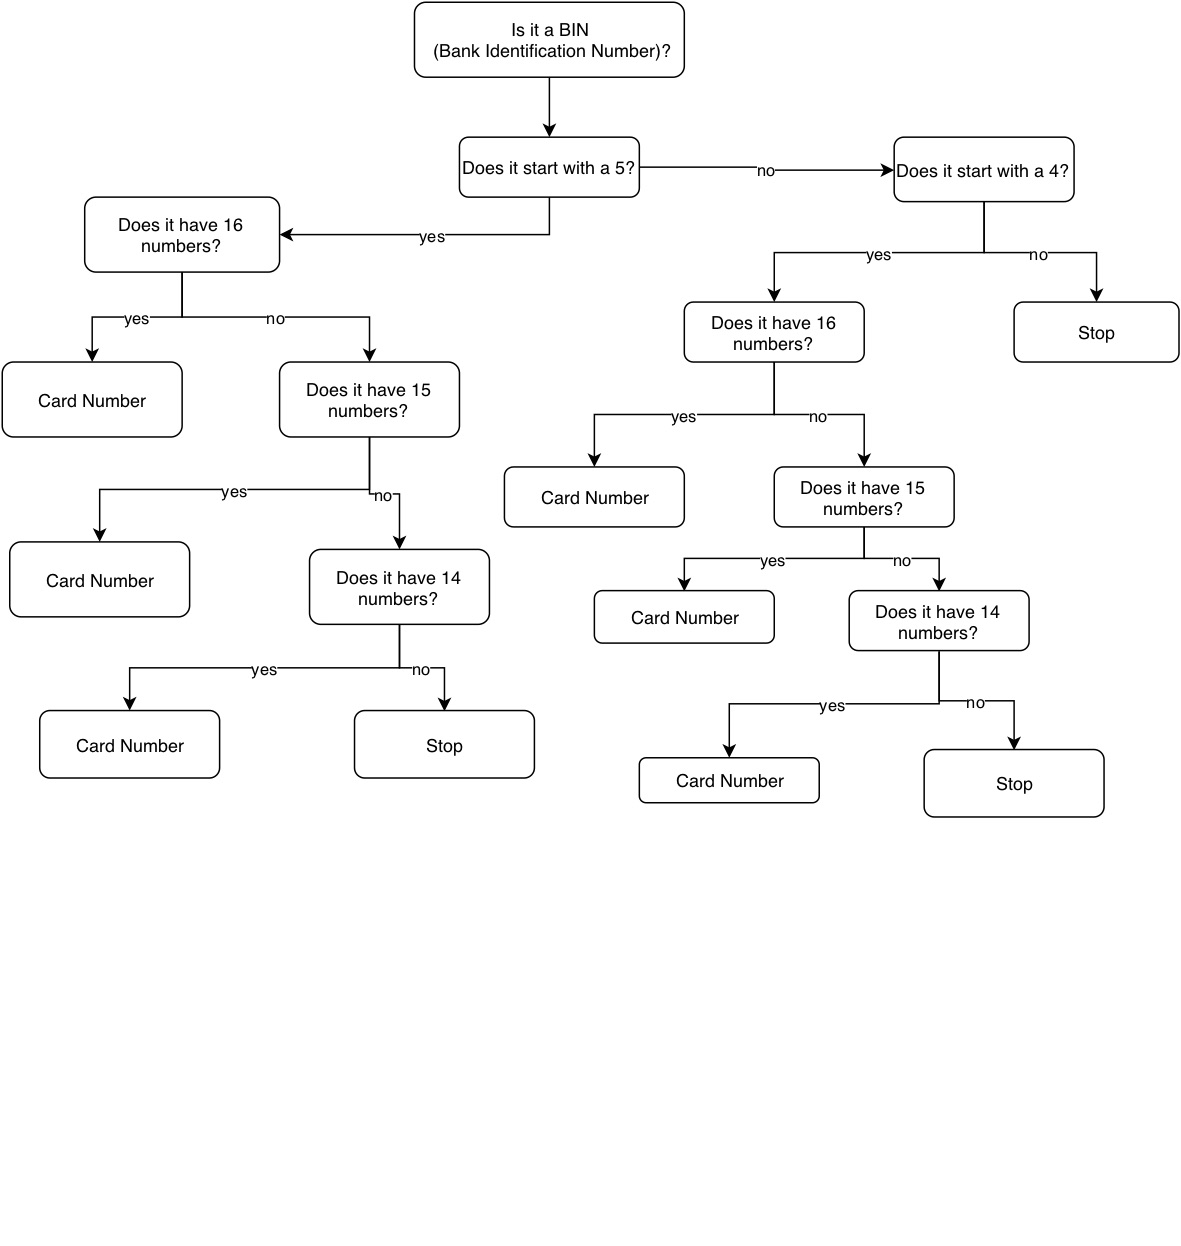 Is it a BIN
(Bank Identification Number)?
Does it start with a 5?
no
Does it start with a 4?
yes
Does it have 16
numbers?
yes
no
Card Number
Does it have 15
numbers?
yes
no
Card Number
Does it have 14
numbers?
yes
no
Card Number
Stop
yes
no
Does it have 16
numbers?
Stop
yes
no
Card Number
Does it have 15
numbers?
yes
no
Card Number
Does it have 14
numbers?
yes
no
Card Number
Stop